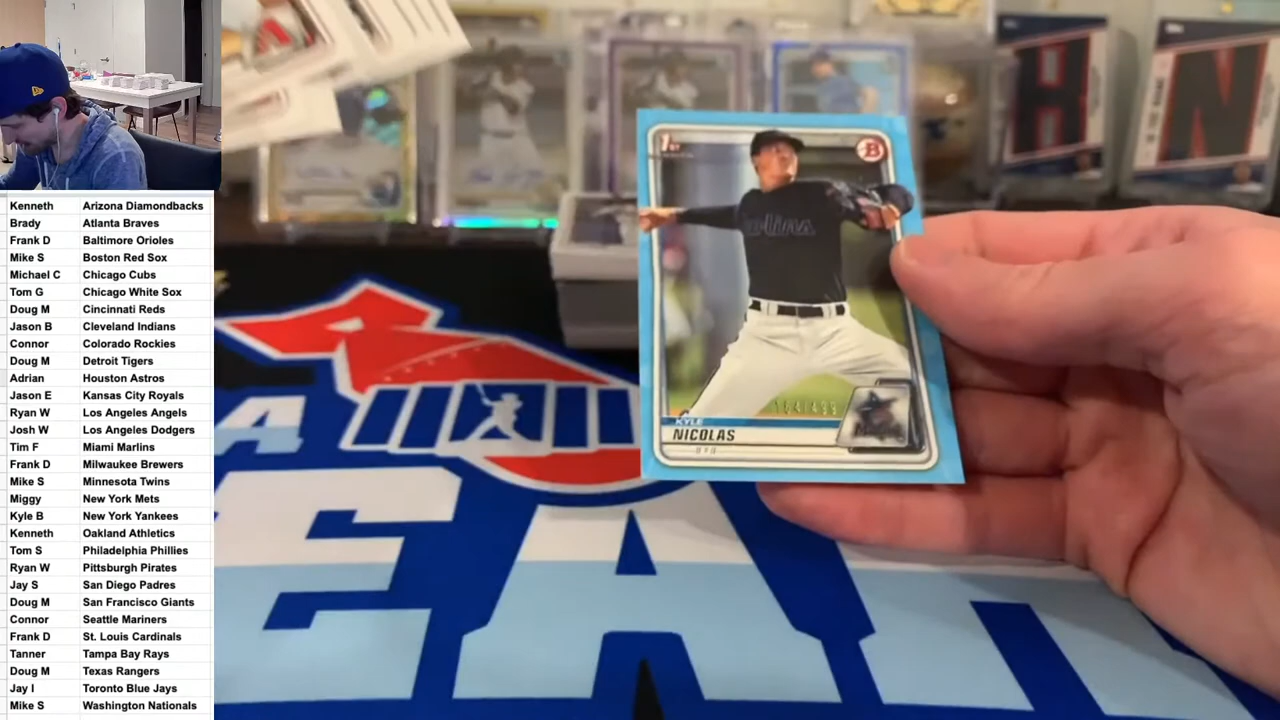 Kenneth Arizona Diamondbacks
Brady Atlanta Braves
Frank D Baltimore Orioles
Mike S Boston Red Sox
Michael C Chicago Cubs
Tom G Chicago White Sox
Doug M Cincinnati Reds
Jason B Cleveland Indians
Connor Colorado Rockies
Doug M Detroit Tigers
Adrian Houston Astros
Jason E Kansas City Royals
Ryan W Los Angeles Angels
Josh W Los Angeles Dodgers
Tim F Miami Marlins
Frank D Milwaukee Brewers
Mike S Minnesota Twins
Miggy New York Mets
Kyle B New York Yankees
Kenneth Oakland Athletics
Tom S Philadelphia Phillies
Ryan W Pittsburgh Pirates
Jay S San Diego Padres
Doug M San Francisco Giants
Connor Seattle Mariners
Frank D St. Louis Cardinals
Tanner Tampa Bay Rays
Doug M Texas Rangers
Jay I Toronto Blue Jays
Mike S Washington Nationals
1st
B
KYLE
NICOLAS
H
N
A
EAN